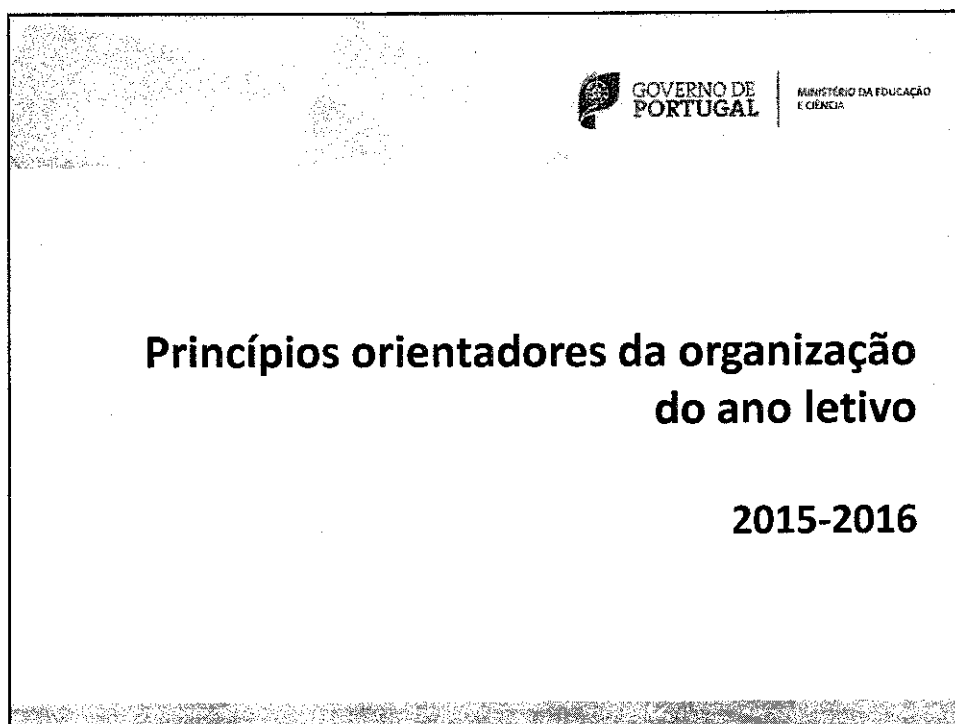 GOVERNO DE
PORTUGAL
MINISTÉRIO DA EDUCAÇÃO
E CIÊNCIA
Princípios orientadores da organização
do ano letivo
2015-2016